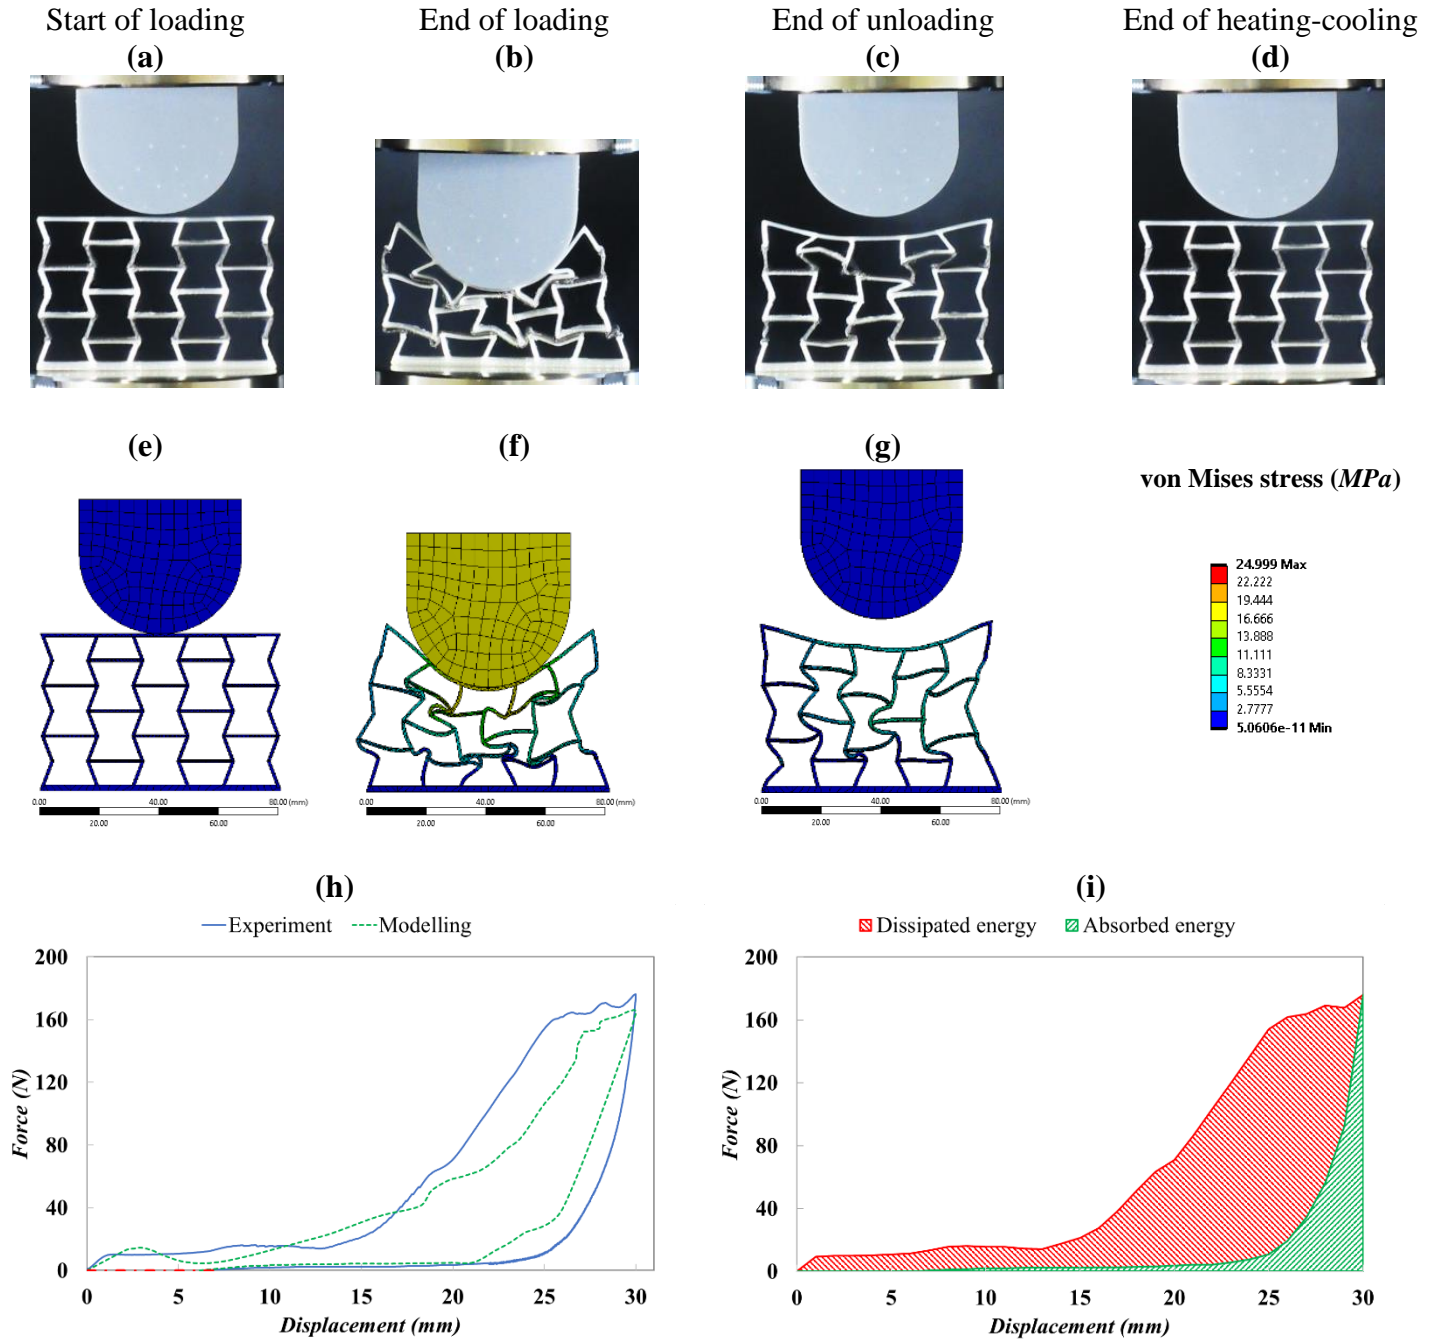 Start of loading
(a)
End of loading
(b)
End of unloading
(c)
End of heating-cooling
(d)
(e)
(f)
(g)
von Mises stress (MPa)
24.999 Max
22.222
19.444
16.666
13.888
11.111
8.3331
5.5554
2.7777
5.0606e-11 Min
0.00 40.00 80.00 (mm)
20.00 60.00
0.00 40.00 80.00 (mm)
20.00 60.00
0.00 40.00 80.00 (mm)
20.00 60.00
(h)
Experiment Modelling
200
160
120
80
40
0
Force (N)
0 5 10 15 20 25 30
Displacement (mm)
(i)
Dissipated energy Absorbed energy
200
160
120
80
40
0
Force (N)
0 5 10 15 20 25 30
Displacement (mm)